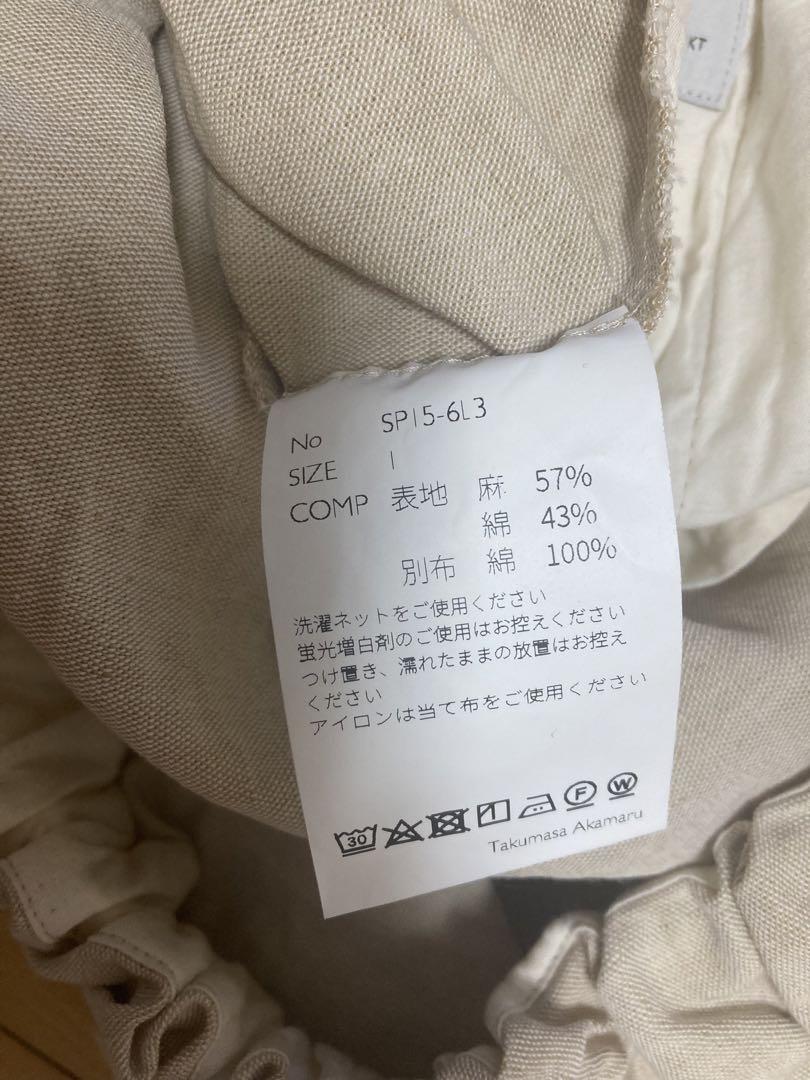 KT
No SP15-6L3
SIZE 1
COMP 表地 麻 57%
綿 43%
別布 綿 100%
洗濯ネットをご使用ください
蛍光増白剤のご使用はお控えください
つけ置き、濡れたままの放置はお控え
ください
アイロンは当て布をご使用ください
30 F W
Takumasa Akamaru